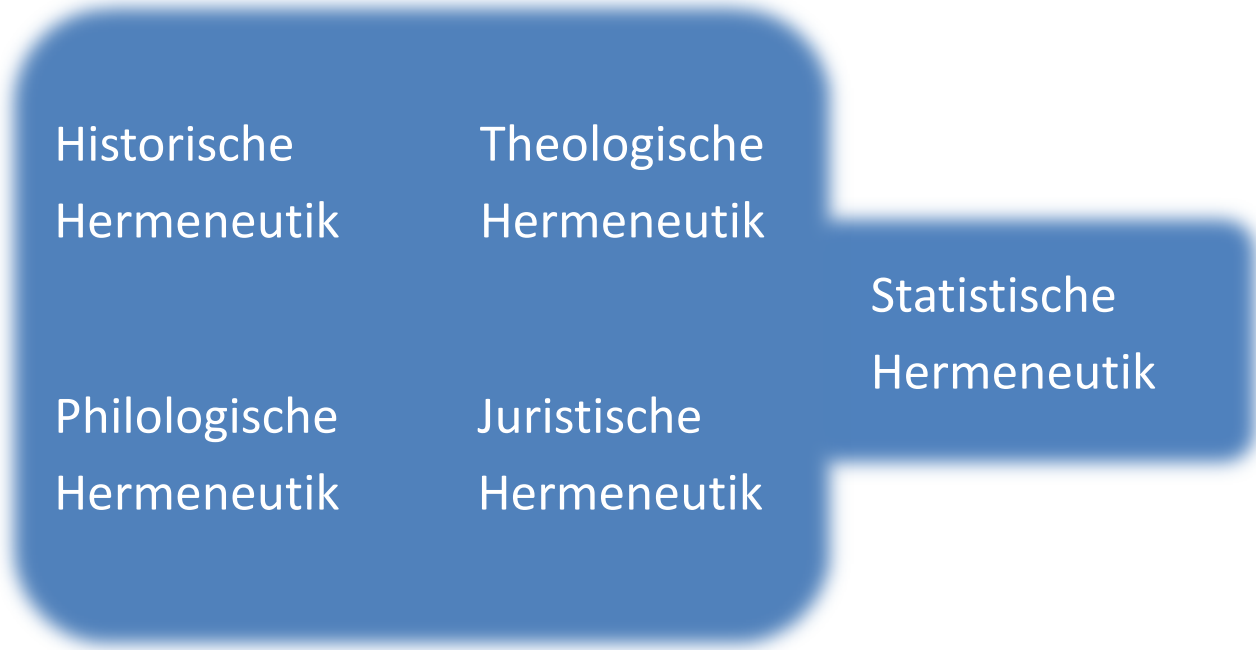 Historische
Hermeneutik
Theologische
Hermeneutik
Philologische
Hermeneutik
Juristische
Hermeneutik
Statistische
Hermeneutik